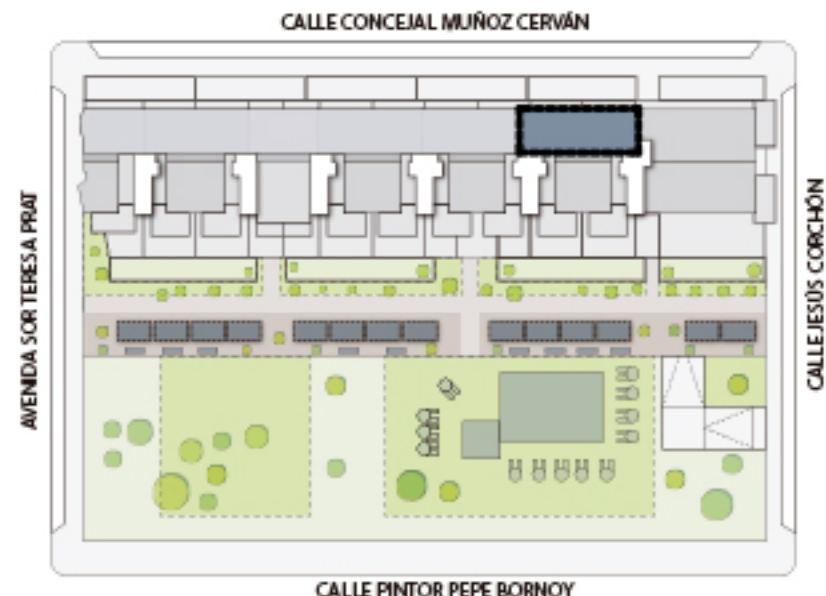 CALLE CONCEJAL MUÑOZ CERVÁN
AVENIDA SOR TERESA PRAT
CALLE JESÚS CORCHÓN
CALLE PINTOR PEPE BORNOY